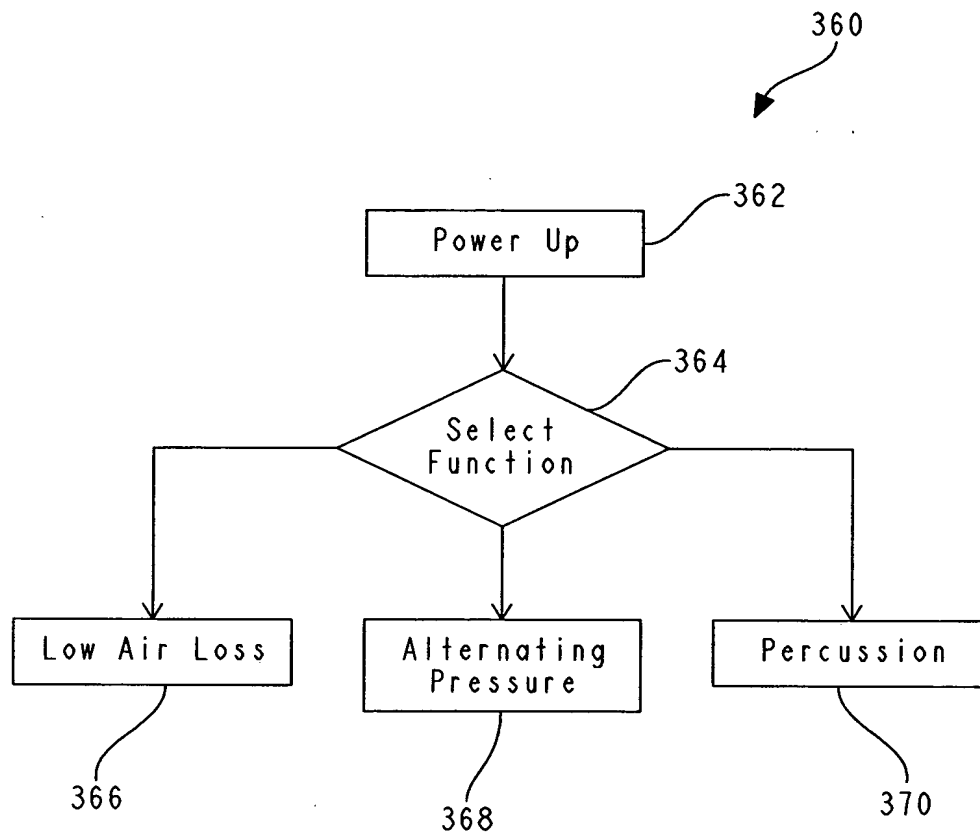 360
362
Power Up
364
Select
Function
Low Air Loss
Alternating
Pressure
Percussion
366
368
370